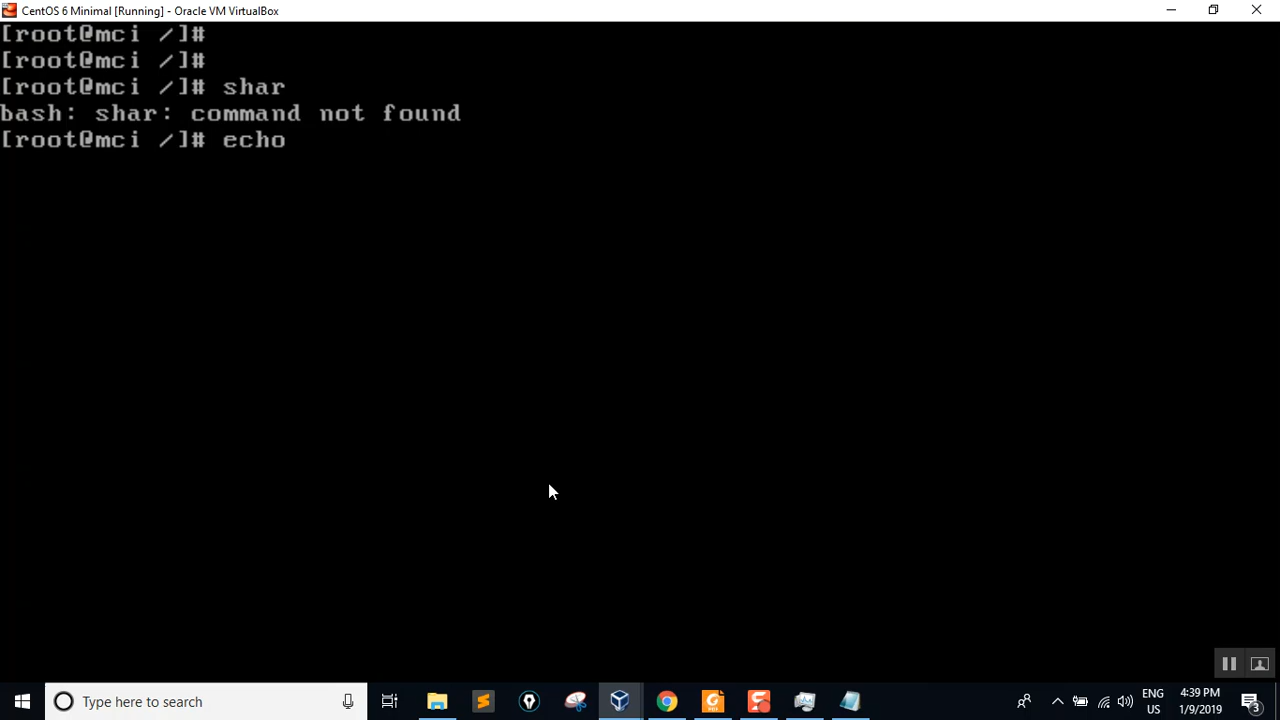 CentOS 6 Minimal [Running] - Oracle VM VirtualBox
[root@mci /]#
[root@mci /]#
[root@mci /]# shar
bash: shar: command not found
[root@mci /]# echo
Type here to search
ENG
US
4:39 PM
1/9/2019
3